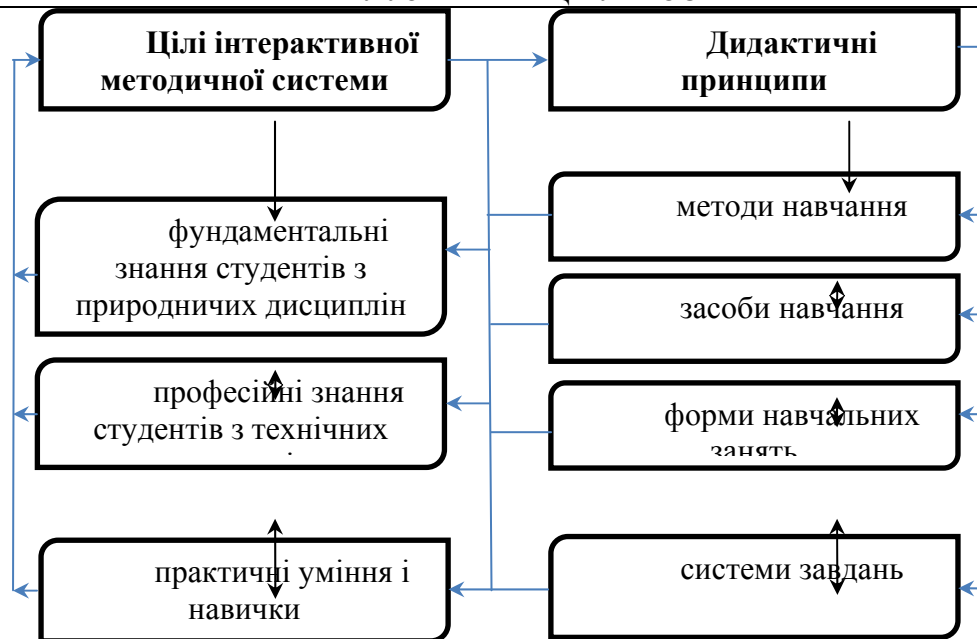 Цілі інтерактивної
методичної системи
Дидактичні
принципи
фундаментальні
знання студентів з
природничих дисциплін
професійні знання
студентів з технічних
практичні уміння і
навички
методи навчання
засоби навчання
форми навчальних
занять
системи завдань